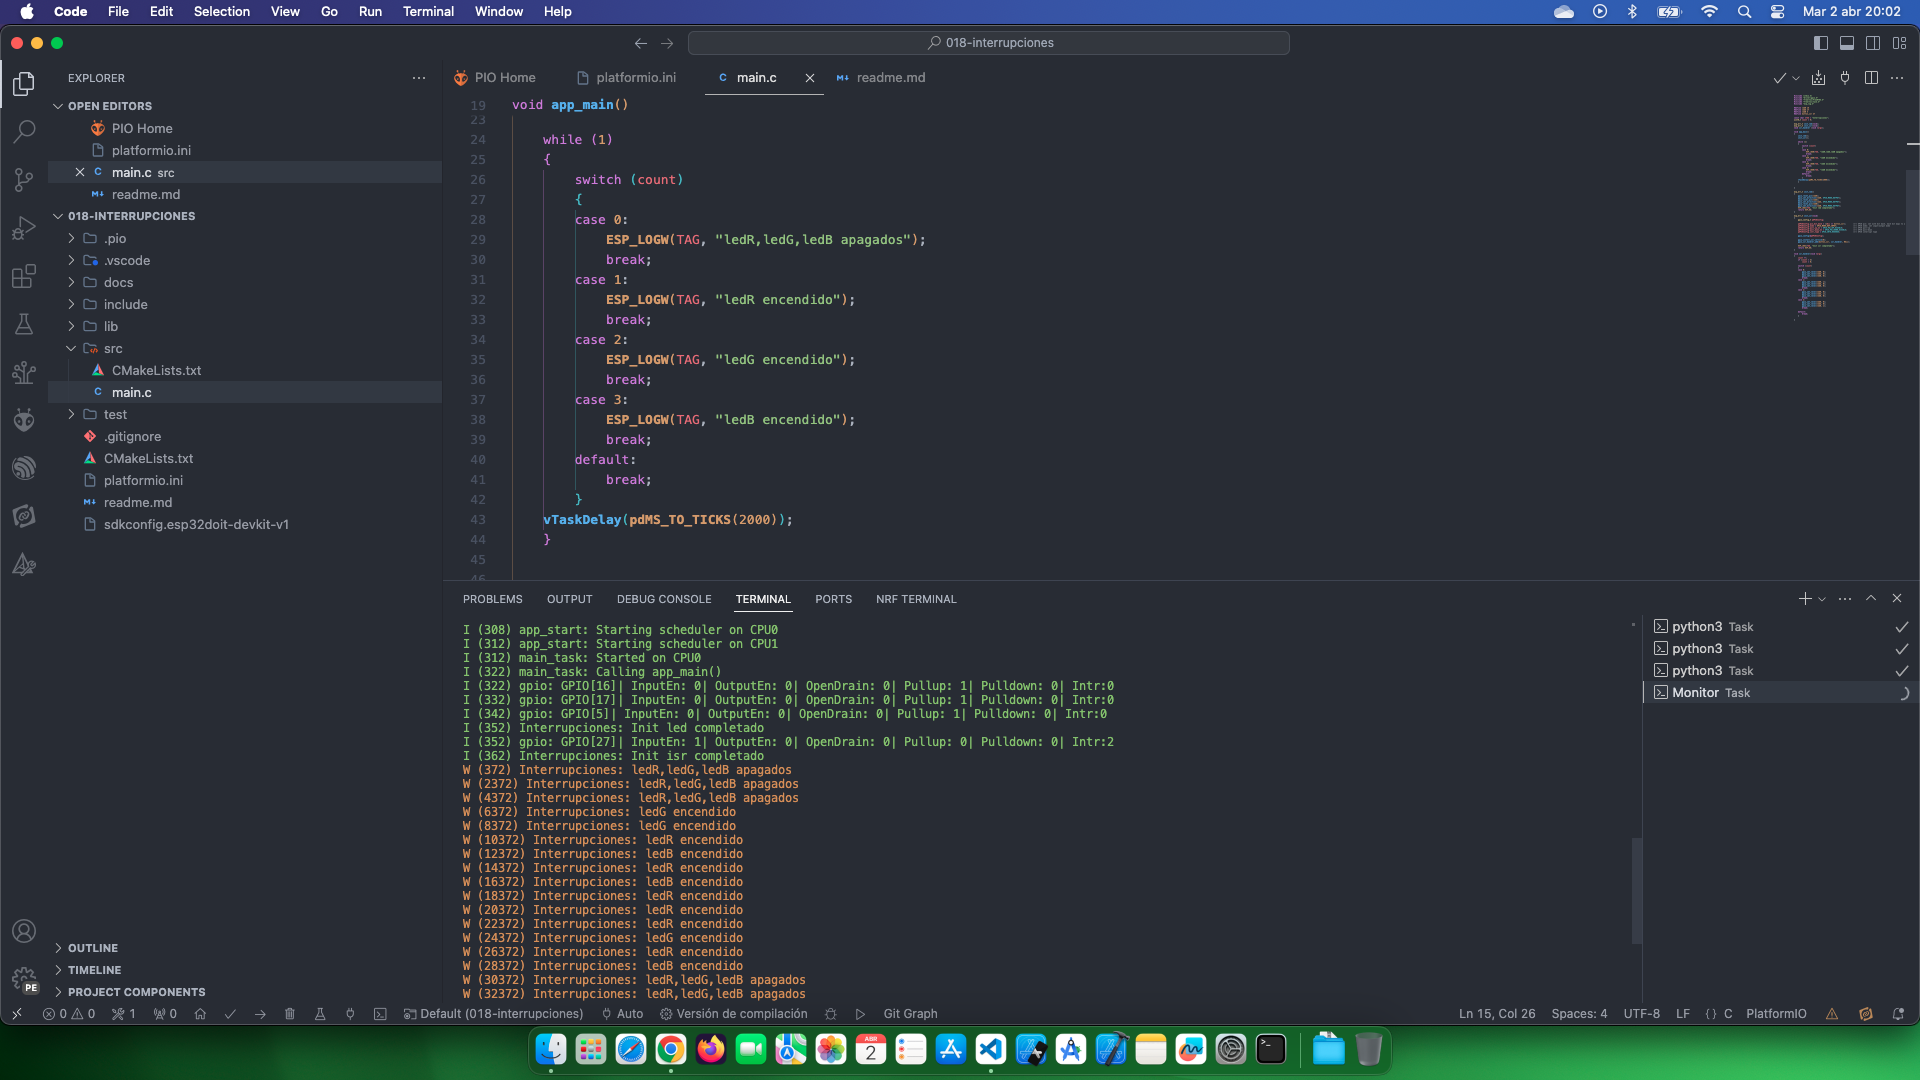 Code File Edit Selection View Go Run Terminal Window Help Mar 2 abr 20:02
018-interrupciones
EXPLORER
OPEN EDITORS
PIO Home
platformio.ini
main.c src
readme.md
018-INTERRUPCIONES
.pio
.vscode
docs
include
lib
src
CMakeLists.txt
main.c
test
.gitignore
CMakeLists.txt
platformio.ini
readme.md
sdkconfig.esp32doit-devkit-v1
OUTLINE
TIMELINE
PROJECT COMPONENTS
PE
PIO Home platformio.ini main.c readme.md
19 void app_main()
23
24 while (1)
25 {
26 switch (count)
27 {
28 case 0:
29 ESP_LOGW(TAG, "ledR,ledG,ledB apagados");
30 break;
31 case 1:
32 ESP_LOGW(TAG, "ledR encendido");
33 break;
34 case 2:
35 ESP_LOGW(TAG, "ledG encendido");
36 break;
37 case 3:
38 ESP_LOGW(TAG, "ledB encendido");
39 break;
40 default:
41 break;
42 }
43 vTaskDelay(pdMS_TO_TICKS(2000));
44 }
45
46
PROBLEMS OUTPUT DEBUG CONSOLE TERMINAL PORTS NRF TERMINAL
I (308) app_start: Starting scheduler on CPU0
I (312) app_start: Starting scheduler on CPU1
I (312) main_task: Started on CPU0
I (322) main_task: Calling app_main()
I (322) gpio: GPIO[16]| InputEn: 0| OutputEn: 0| OpenDrain: 0| Pullup: 1| Pulldown: 0| Intr:0
I (332) gpio: GPIO[17]| InputEn: 0| OutputEn: 0| OpenDrain: 0| Pullup: 1| Pulldown: 0| Intr:0
I (342) gpio: GPIO[5]| InputEn: 0| OutputEn: 0| OpenDrain: 0| Pullup: 1| Pulldown: 0| Intr:0
I (352) Interrupciones: Init led completado
I (352) gpio: GPIO[27]| InputEn: 1| OutputEn: 0| OpenDrain: 0| Pullup: 0| Pulldown: 0| Intr:2
I (362) Interrupciones: Init isr completado
W (372) Interrupciones: ledR,ledG,ledB apagados
W (2372) Interrupciones: ledR,ledG,ledB apagados
W (4372) Interrupciones: ledR,ledG,ledB apagados
W (6372) Interrupciones: ledG encendido
W (8372) Interrupciones: ledG encendido
W (10372) Interrupciones: ledR encendido
W (12372) Interrupciones: ledB encendido
W (14372) Interrupciones: ledR encendido
W (16372) Interrupciones: ledB encendido
W (18372) Interrupciones: ledR encendido
W (20372) Interrupciones: ledR encendido
W (22372) Interrupciones: ledR encendido
W (24372) Interrupciones: ledG encendido
W (26372) Interrupciones: ledR encendido
W (28372) Interrupciones: ledB encendido
W (30372) Interrupciones: ledR,ledG,ledB apagados
W (32372) Interrupciones: ledR,ledG,ledB apagados
python3 Task
python3 Task
python3 Task
Monitor Task
0 0 1 0 Default (018-interrupciones) Auto Versión de compilación Git Graph Ln 15, Col 26 Spaces: 4 UTF-8 LF {} C PlatformIO
ABR
2